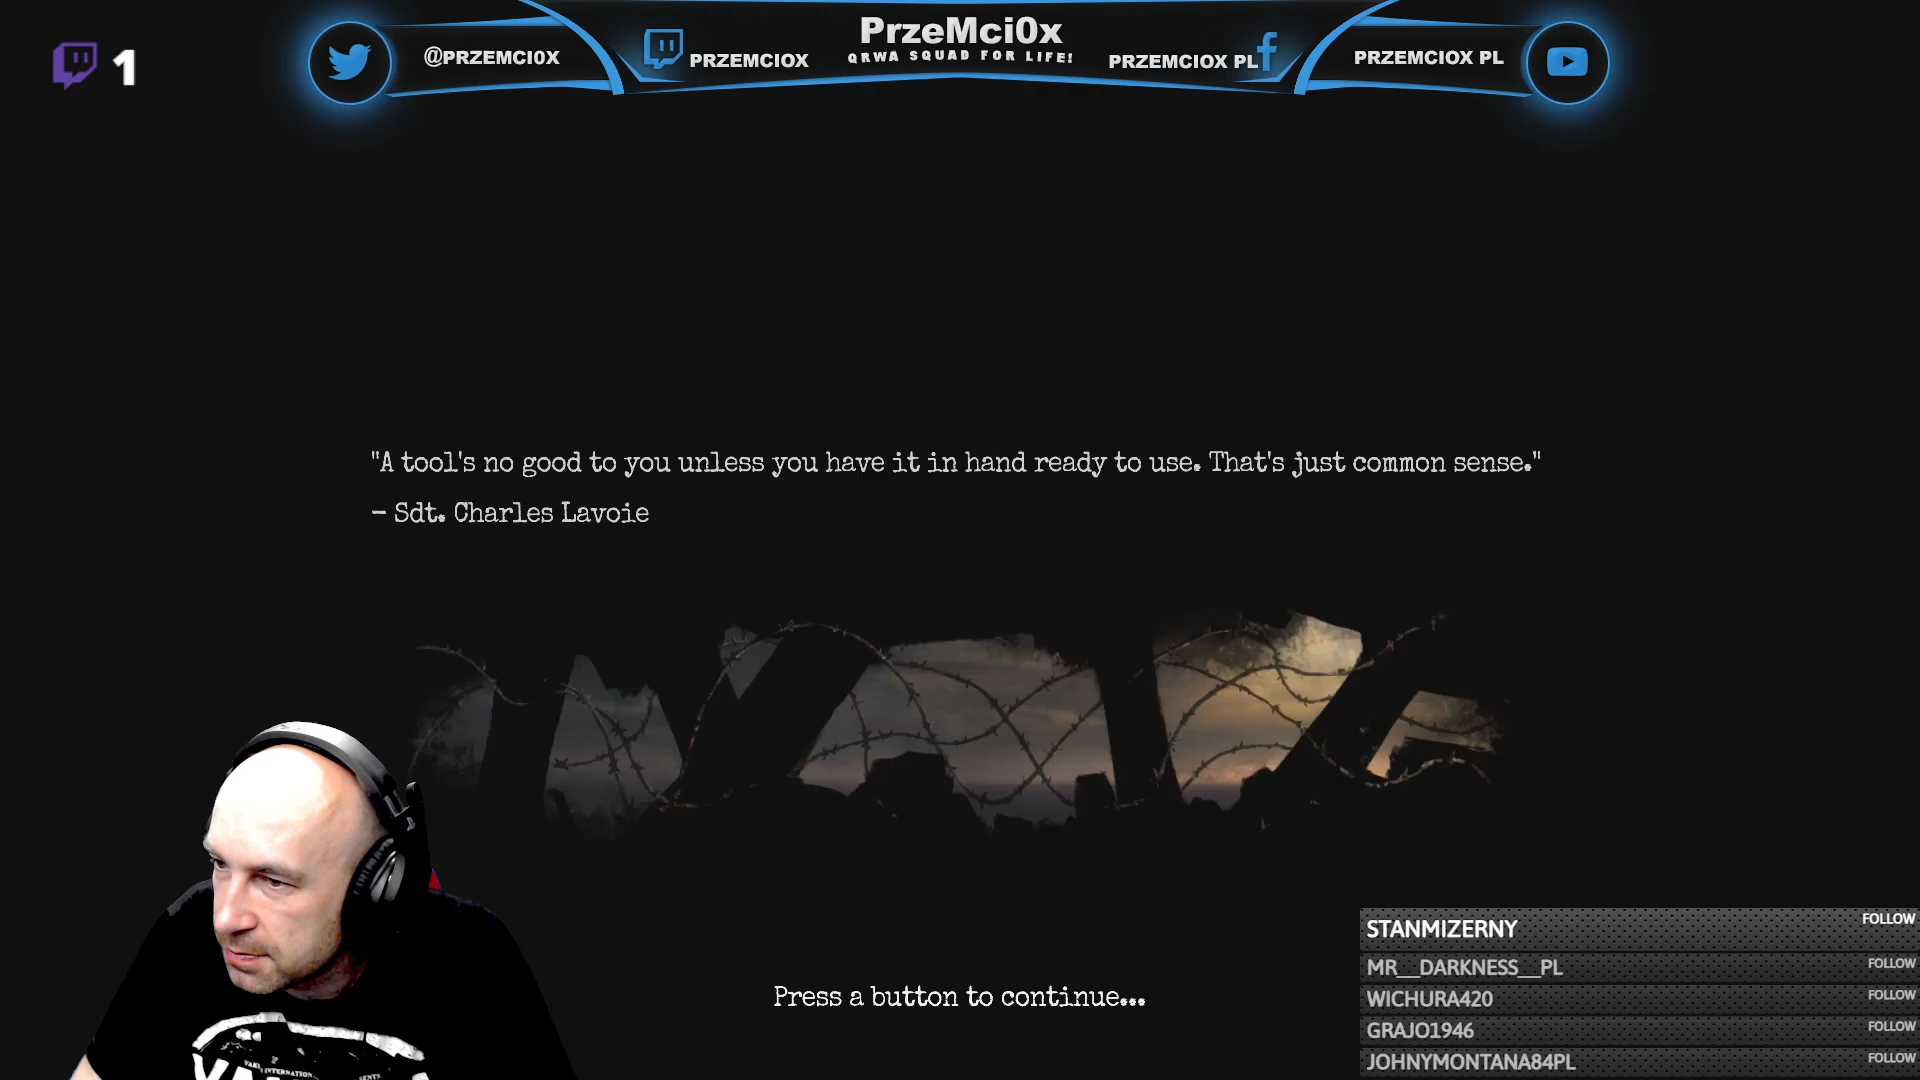 1
@PRZEMCI0X
PRZEMCIOX
PrzeMci0x
QRWA SQUAD FOR LIFE!
PRZEMCIOX PL
PRZEMCIOX PL
"A tool's no good to you unless you have it in hand ready to use. That's just common sense."
- Sdt. Charles Lavoie
Press a button to continue...
STANMIZERNY FOLLOW
MR__DARKNESS__PL FOLLOW
WICHURA420 FOLLOW
GRAJO1946 FOLLOW
JOHNYMONTANA84PL FOLLOW